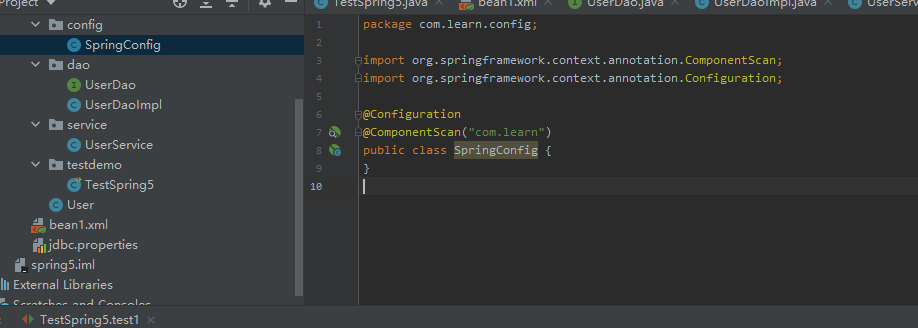 Project
config
SpringConfig
dao
UserDao
UserDaoImpl
service
UserService
testdemo
TestSpring5
User
bean1.xml
jdbc.properties
spring5.iml
External Libraries
Scratches and Consoles
TestSpring5.java
bean1.xml
UserDao.java
UserDaoImpl.java
UserServ
1 package com.learn.config;
2
3 import org.springframework.context.annotation.ComponentScan;
4 import org.springframework.context.annotation.Configuration;
5
6 @Configuration
7 @ComponentScan("com.learn")
8 public class SpringConfig {
9 }
10
TestSpring5.test1